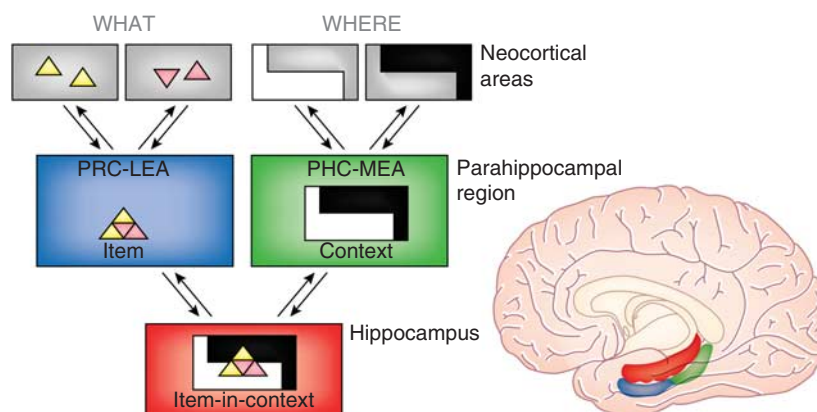 WHAT
WHERE
Neocortical
areas
PRC-LEA
PHC-MEA
Parahippocampal
region
Item
Context
Hippocampus
Item-in-context